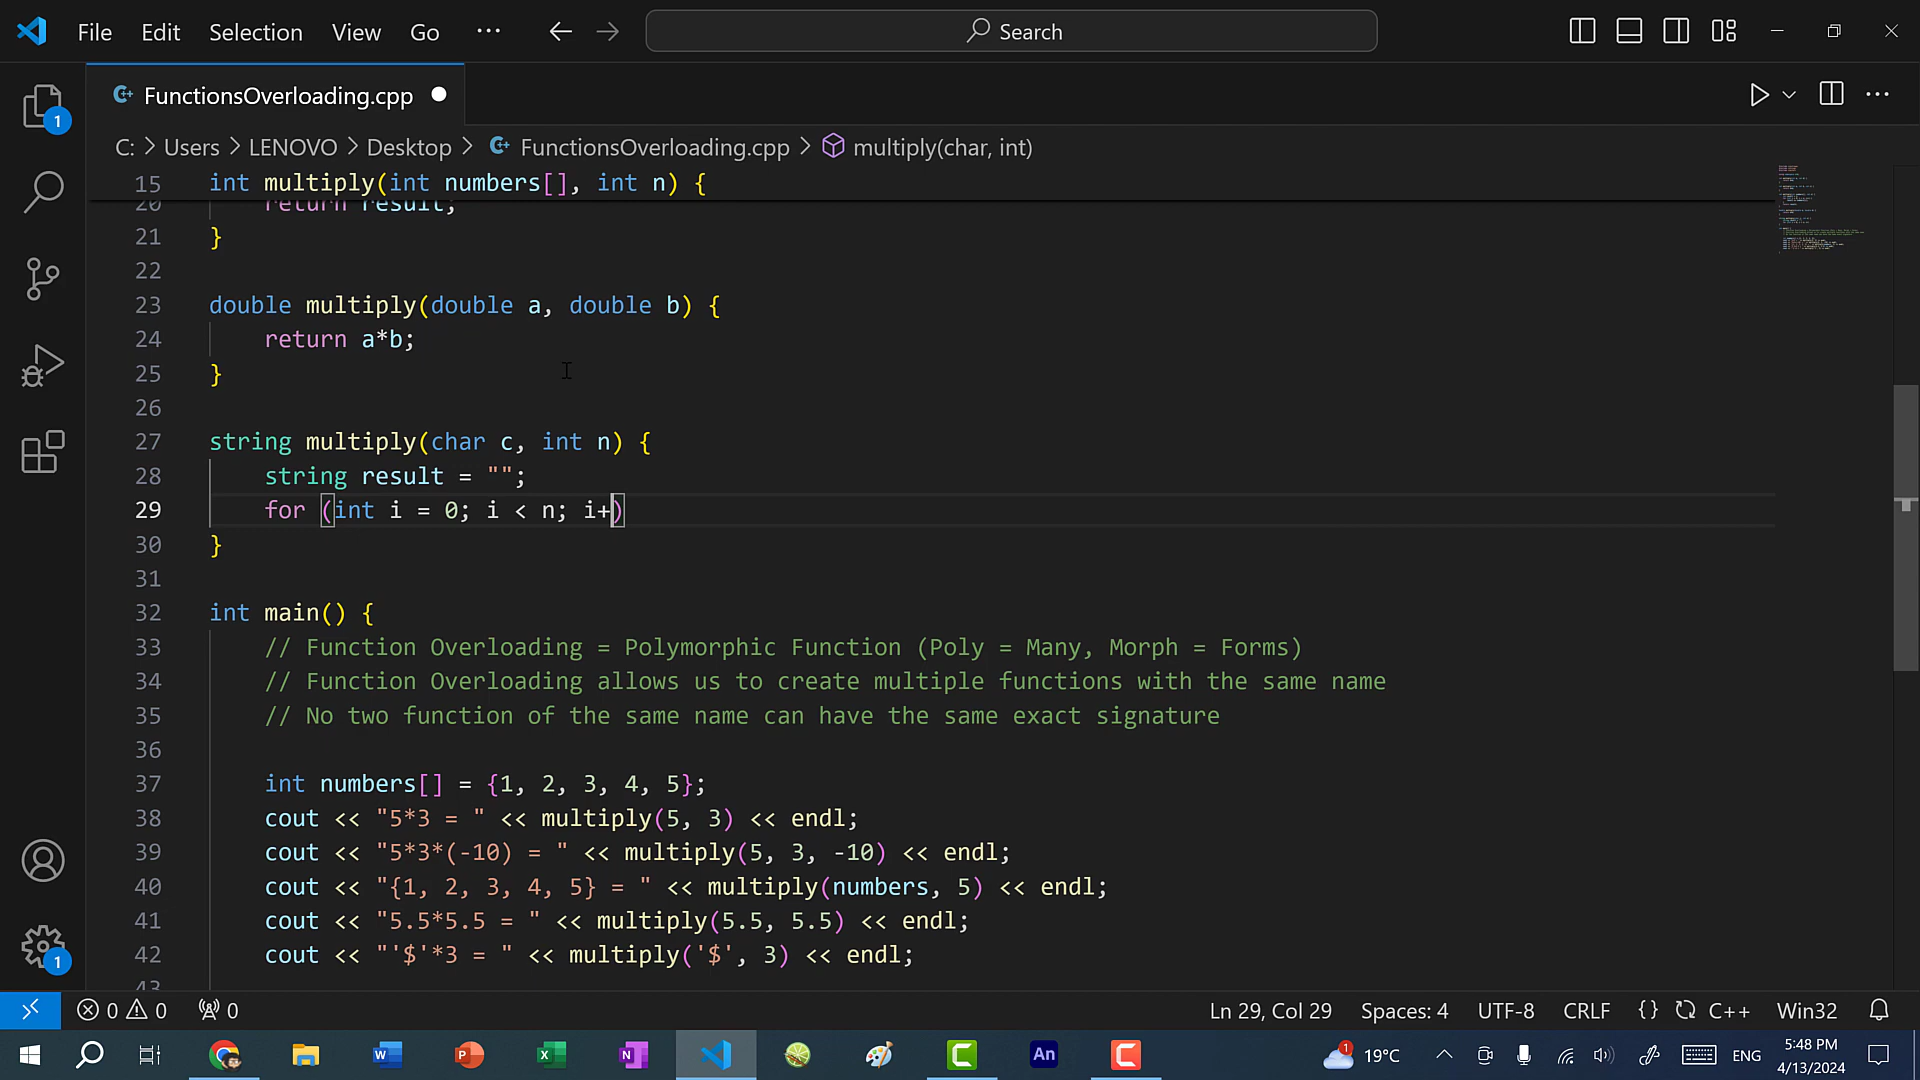 File Edit Selection View Go ··· Search
FunctionsOverloading.cpp
1
C: > Users > LENOVO > Desktop > FunctionsOverloading.cpp > multiply(char, int)
15 int multiply(int numbers[], int n) {
20 return result;
21 }
22
23 double multiply(double a, double b) {
24 return a*b;
25 }
26
27 string multiply(char c, int n) {
28 string result = "";
29 for (int i = 0; i < n; i+)
30 }
31
32 int main() {
33 // Function Overloading = Polymorphic Function (Poly = Many, Morph = Forms)
34 // Function Overloading allows us to create multiple functions with the same name
35 // No two function of the same name can have the same exact signature
36
37 int numbers[] = {1, 2, 3, 4, 5};
38 cout << "5*3 = " << multiply(5, 3) << endl;
39 cout << "5*3*(-10) = " << multiply(5, 3, -10) << endl;
40 cout << "{1, 2, 3, 4, 5} = " << multiply(numbers, 5) << endl;
41 cout << "5.5*5.5 = " << multiply(5.5, 5.5) << endl;
42 cout << "'$'*3 = " << multiply('$', 3) << endl;
43
1
0 0 0 Ln 29, Col 29 Spaces: 4 UTF-8 CRLF {} C++ Win32
W P X N An 1 19°C ENG 5:48 PM
4/13/2024